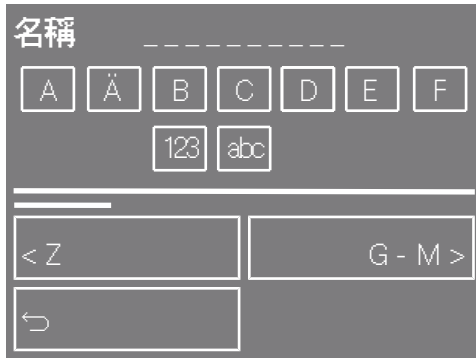 名稱 __________
A Ä B C D E F
123 abc
< Z G - M >